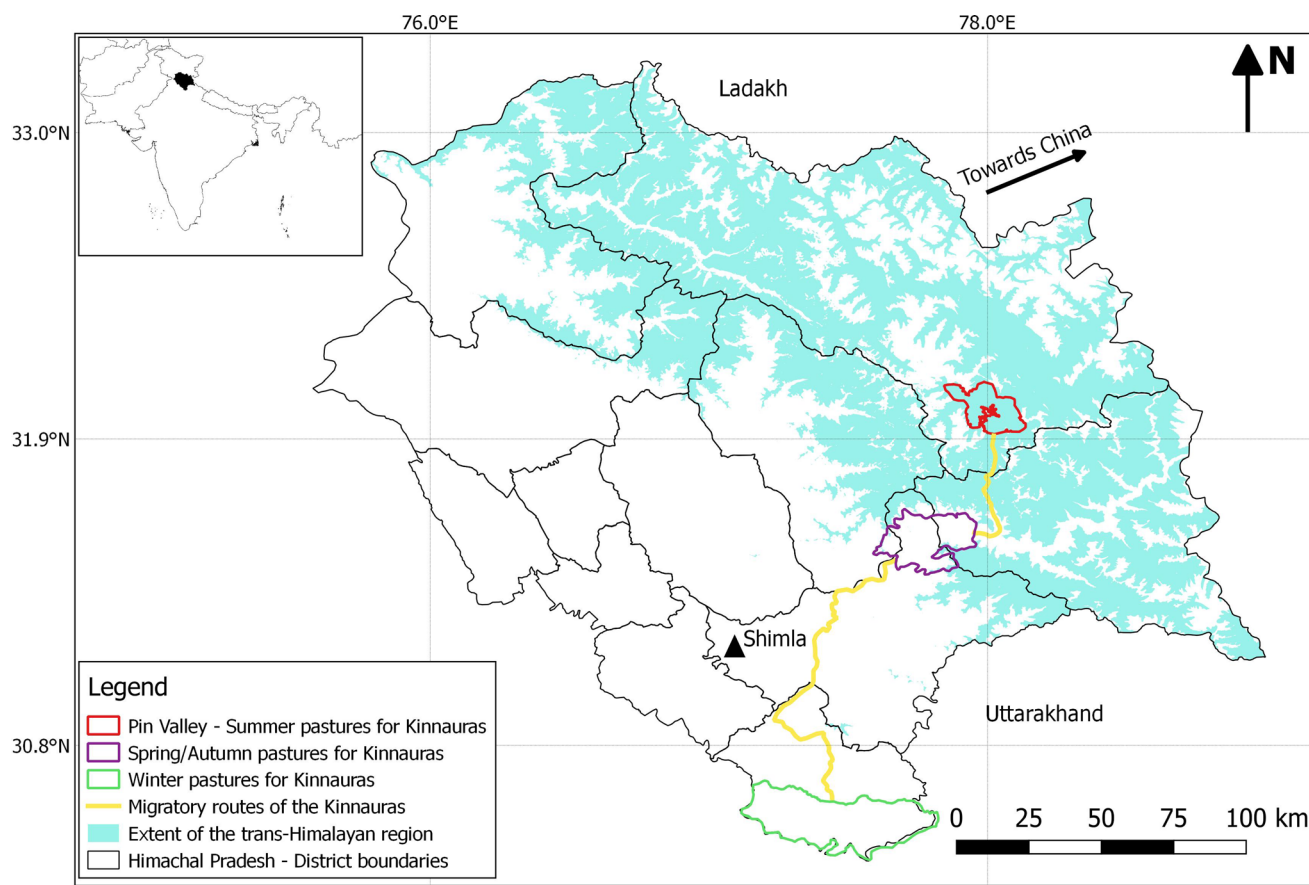 76.0°E
78.0°E
N
Ladakh
33.0°N
Towards China
31.9°N
Shimla
Legend
Pin Valley - Summer pastures for Kinnauras
Uttarakhand
30.8°N
Spring/Autumn pastures for Kinnauras
Winter pastures for Kinnauras
Migratory routes of the Kinnauras
0 25 50 75 100 km
Extent of the trans-Himalayan region
Himachal Pradesh - District boundaries